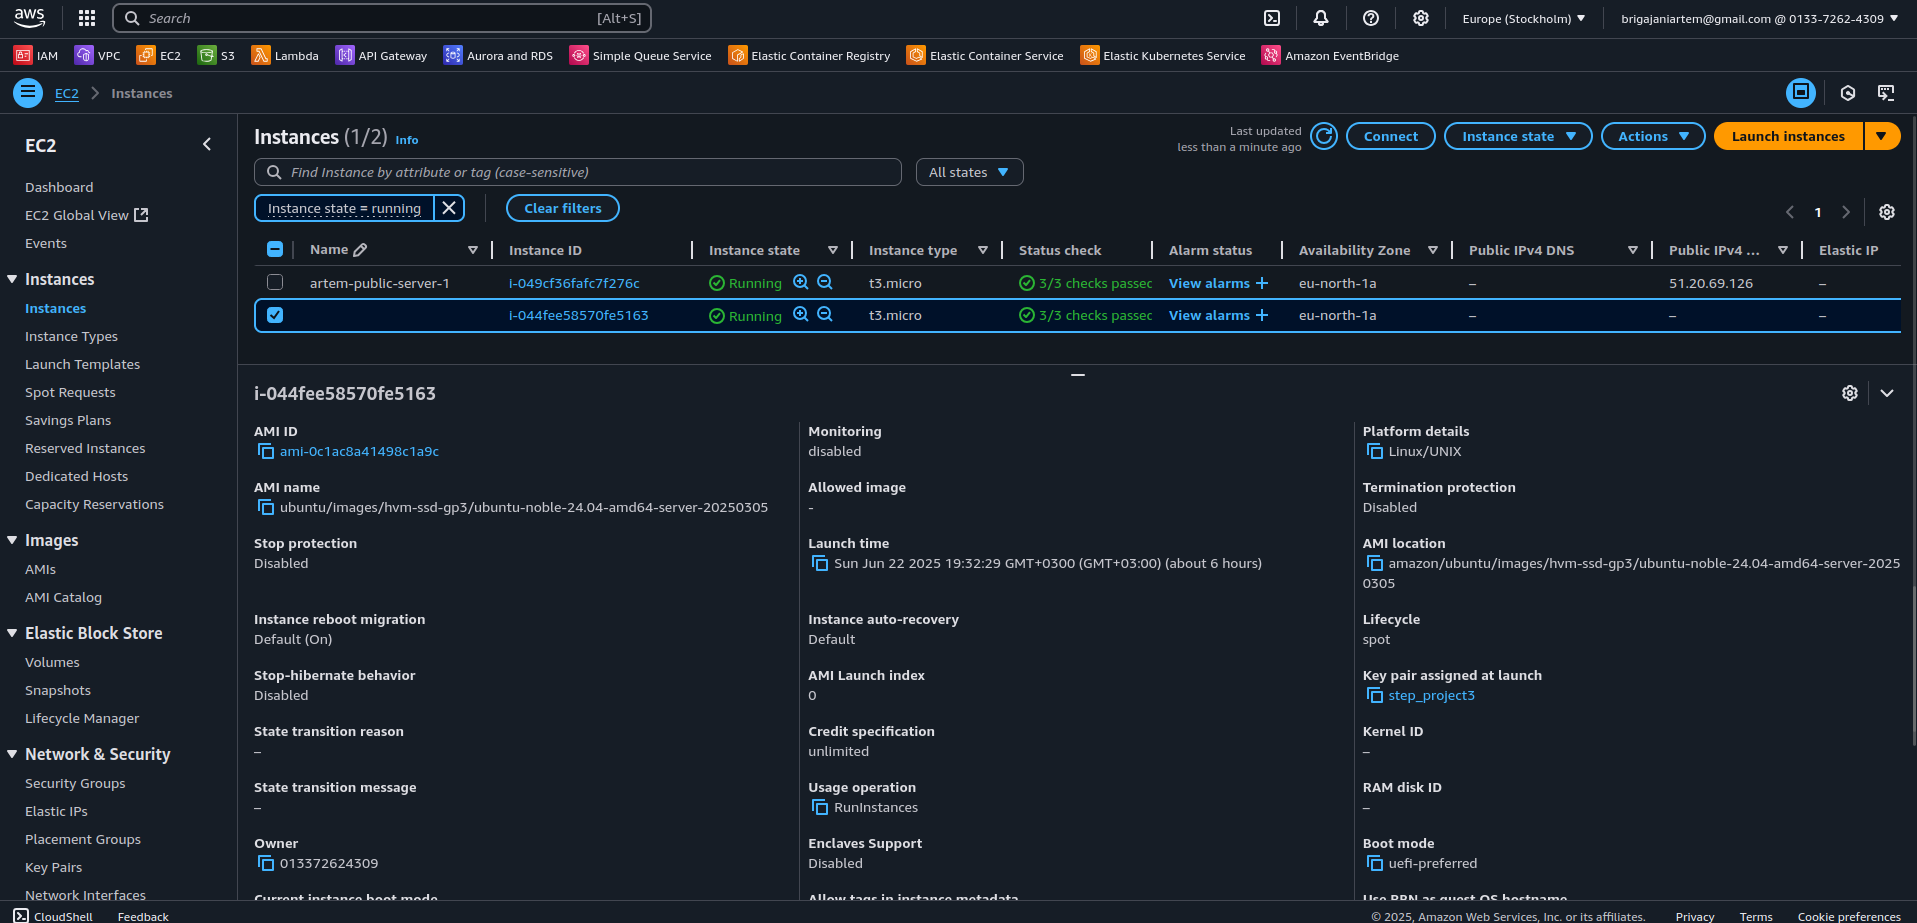 aws
Search [Alt+S]
Europe (Stockholm)
brigajaniartem@gmail.com @ 0133-7262-4309
IAM VPC EC2 S3 Lambda API Gateway Aurora and RDS Simple Queue Service Elastic Container Registry Elastic Container Service Elastic Kubernetes Service Amazon EventBridge
EC2 Instances
EC2
Dashboard
EC2 Global View
Events
Instances
Instances
Instance Types
Launch Templates
Spot Requests
Savings Plans
Reserved Instances
Dedicated Hosts
Capacity Reservations
Images
AMIs
AMI Catalog
Elastic Block Store
Volumes
Snapshots
Lifecycle Manager
Network & Security
Security Groups
Elastic IPs
Placement Groups
Key Pairs
Network Interfaces
Instances (1/2) Info
Last updated
less than a minute ago
Connect
Instance state
Actions
Launch instances
Find Instance by attribute or tag (case-sensitive)
All states
Instance state = running
Clear filters
1
Name Instance ID Instance state Instance type Status check Alarm status Availability Zone Public IPv4 DNS Public IPv4 ... Elastic IP
artem-public-server-1 i-049cf36fafc7f276c Running t3.micro 3/3 checks passec View alarms + eu-north-1a – 51.20.69.126 –
i-044fee58570fe5163 Running t3.micro 3/3 checks passec View alarms + eu-north-1a – – –
i-044fee58570fe5163
AMI ID
ami-0c1ac8a41498c1a9c
AMI name
ubuntu/images/hvm-ssd-gp3/ubuntu-noble-24.04-amd64-server-20250305
Stop protection
Disabled
Instance reboot migration
Default (On)
Stop-hibernate behavior
Disabled
State transition reason
–
State transition message
–
Owner
013372624309
Current instance boot mode
Monitoring
disabled
Allowed image
-
Launch time
Sun Jun 22 2025 19:32:29 GMT+0300 (GMT+03:00) (about 6 hours)
Instance auto-recovery
Default
AMI Launch index
0
Credit specification
unlimited
Usage operation
RunInstances
Enclaves Support
Disabled
Allow tags in instance metadata
Platform details
Linux/UNIX
Termination protection
Disabled
AMI location
amazon/ubuntu/images/hvm-ssd-gp3/ubuntu-noble-24.04-amd64-server-2025
0305
Lifecycle
spot
Key pair assigned at launch
step_project3
Kernel ID
–
RAM disk ID
–
Boot mode
uefi-preferred
Use RBN as guest OS hostname
CloudShell Feedback
© 2025, Amazon Web Services, Inc. or its affiliates. Privacy Terms Cookie preferences